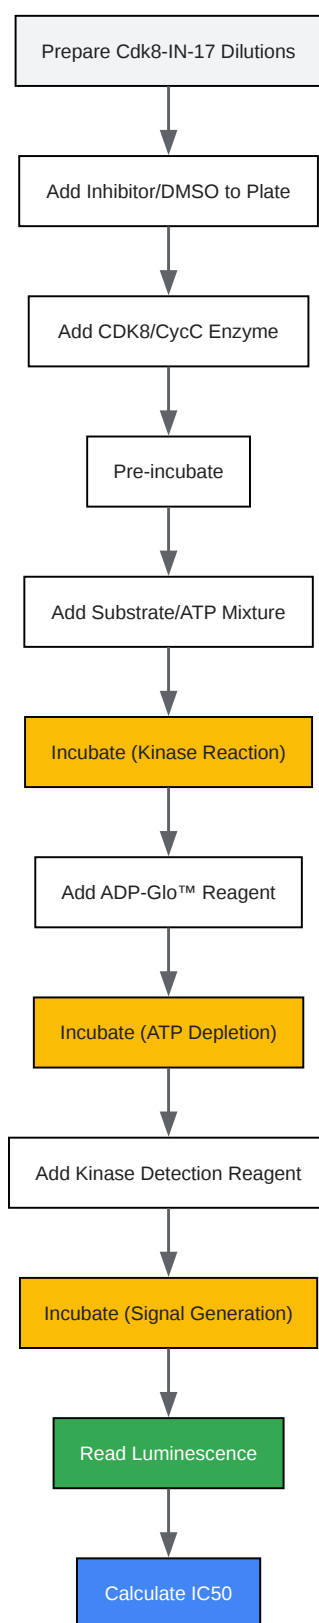 Prepare Cdk8-IN-17 Dilutions
Add Inhibitor/DMSO to Plate
Add CDK8/CycC Enzyme
Pre-incubate
Add Substrate/ATP Mixture
Incubate (Kinase Reaction)
Add ADP-Glo™ Reagent
Incubate (ATP Depletion)
Add Kinase Detection Reagent
Incubate (Signal Generation)
Read Luminescence
Calculate IC50